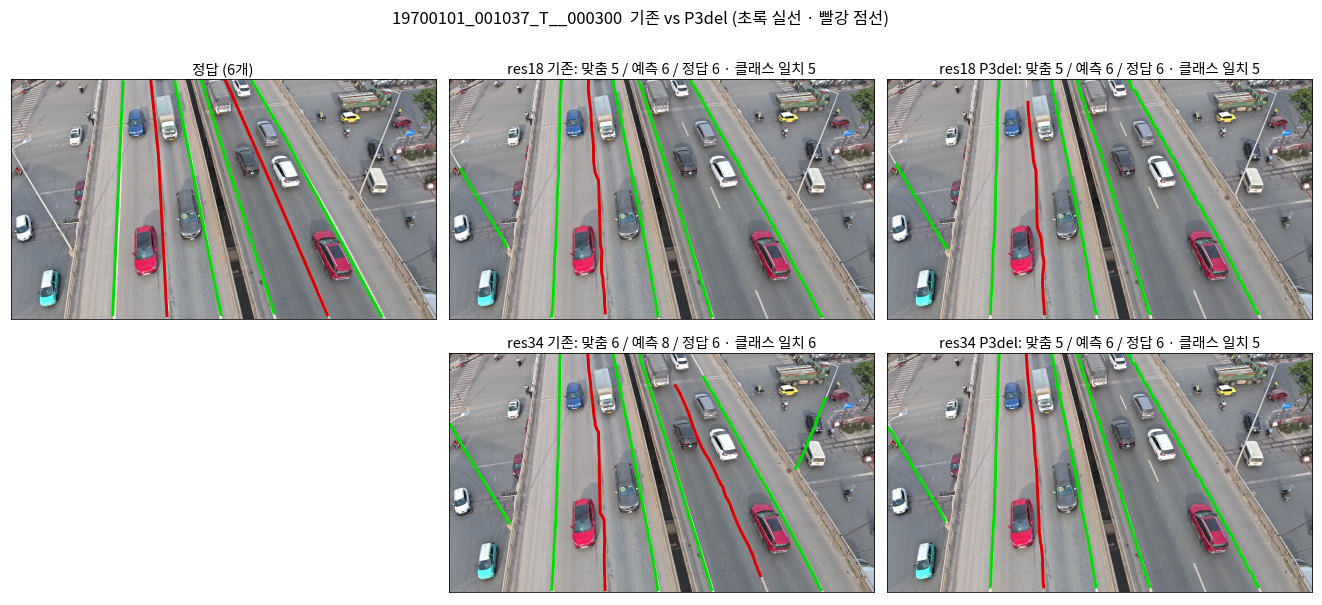 19700101_001037_T__000300 기존 vs P3del (초록 실선 · 빨강 점선)
정답 (6개)
res18 기존: 맞춤 5 / 예측 6 / 정답 6 · 클래스 일치 5
res18 P3del: 맞춤 5 / 예측 6 / 정답 6 · 클래스 일치 5
res34 기존: 맞춤 6 / 예측 8 / 정답 6 · 클래스 일치 6
res34 P3del: 맞춤 5 / 예측 6 / 정답 6 · 클래스 일치 5